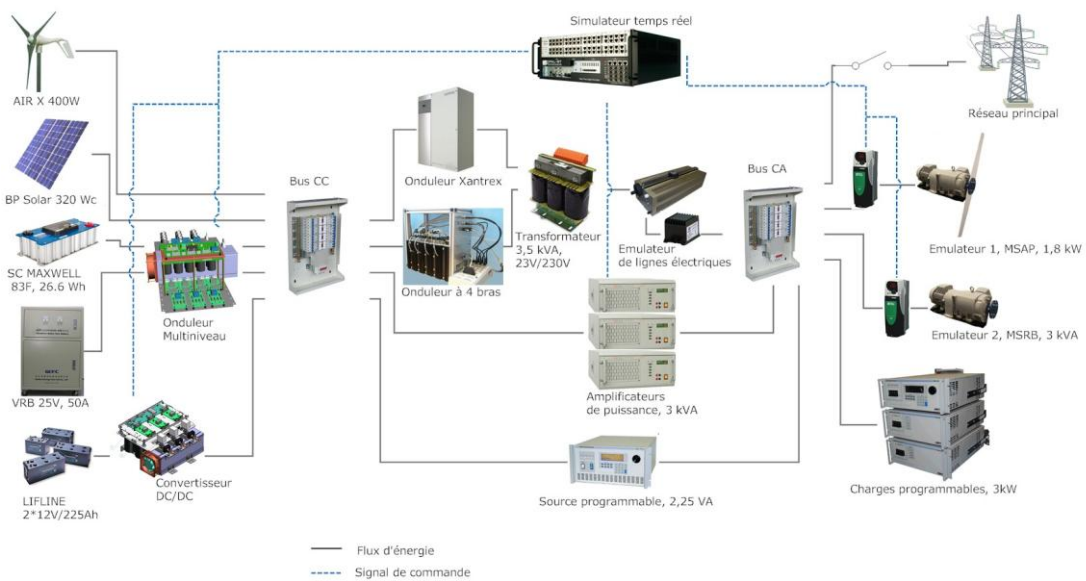 Simulateur temps réel
AIR X 400W
Réseau principal
BP Solar 320 Wc
Bus CC
Onduleur Xantrex
Bus CA
SC MAXWELL
83F, 26.6 Wh
Onduleur
Multiniveau
Onduleur à 4 bras
Transformateur
3,5 kVA,
23V/230V
Emulateur
de lignes électriques
Emulateur 1, MSAP, 1,8 kW
VRB 25V, 50A
Amplificateurs
de puissance, 3 kVA
Emulateur 2, MSRB, 3 kVA
LIFLINE
2*12V/225Ah
Convertisseur
DC/DC
Source programmable, 2,25 VA
Charges programmables, 3kW
Flux d'énergie
Signal de commande